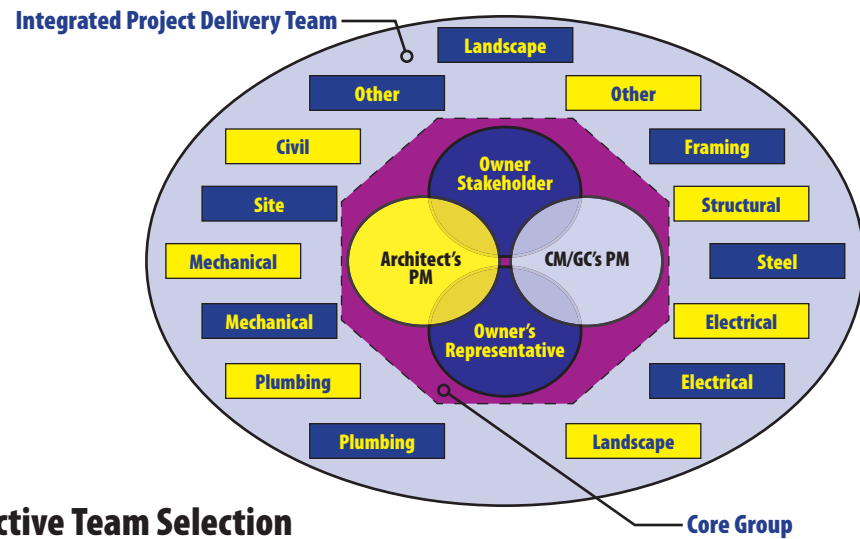 Integrated Project Delivery Team
Landscape
Other
Other
Civil
Framing
Owner
Stakeholder
Site
Structural
Mechanical
Architect's
PM
CM/GC's PM
Steel
Mechanical
Electrical
Owner's
Representative
Plumbing
Electrical
Plumbing
Landscape
ctive Team Selection
Core Group